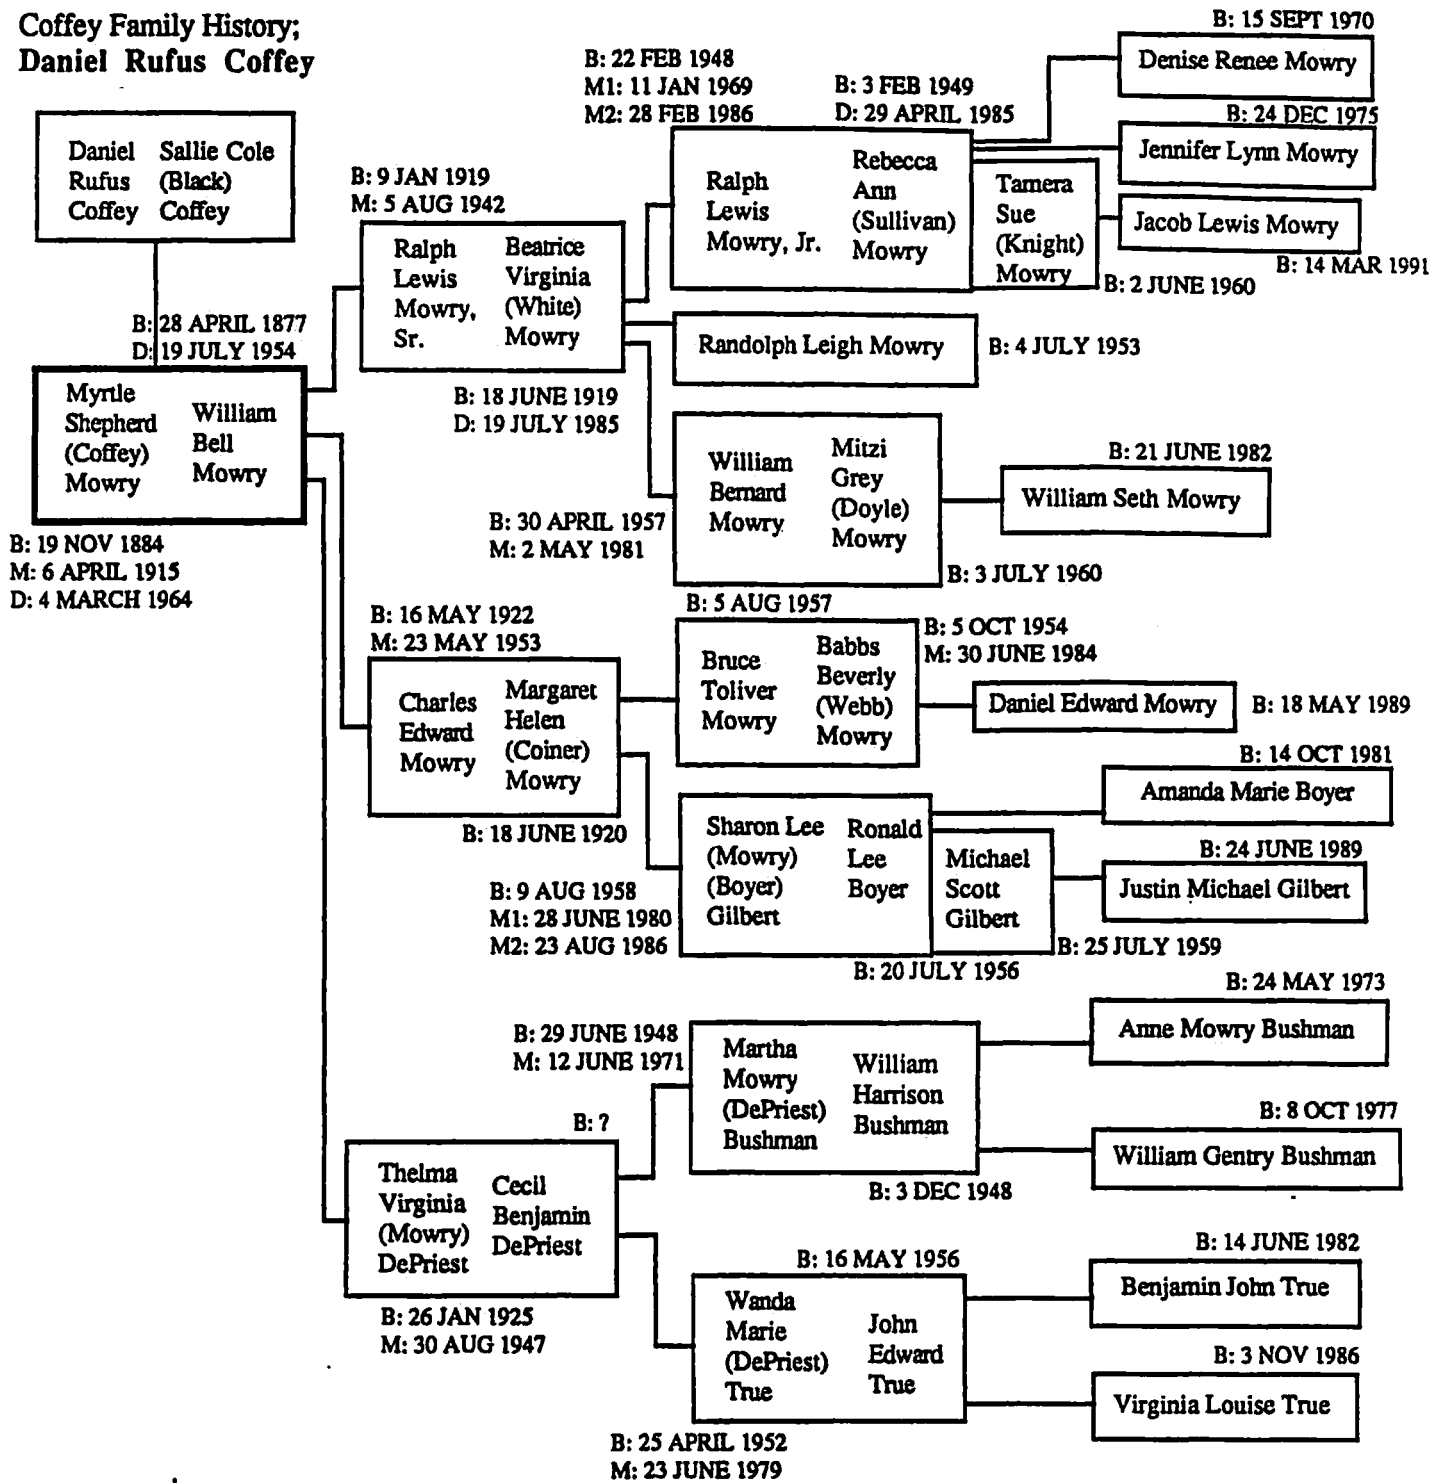 Coffey Family History;
Daniel Rufus Coffey
Daniel
Rufus
Coffey
Sallie Cole
(Black)
Coffey
B: 28 APRIL 1877
D: 19 JULY 1954
Myrtle
Shepherd
(Coffey)
Mowry
William
Bell
Mowry
B: 19 NOV 1884
M: 6 APRIL 1915
D: 4 MARCH 1964
B: 9 JAN 1919
M: 5 AUG 1942
Ralph
Lewis
Mowry,
Sr.
Beatrice
Virginia
(White)
Mowry
B: 18 JUNE 1919
D: 19 JULY 1985
B: 22 FEB 1948
M1: 11 JAN 1969
M2: 28 FEB 1986
B: 3 FEB 1949
D: 29 APRIL 1985
Ralph
Lewis
Mowry, Jr.
Rebecca
Ann
(Sullivan)
Mowry
Tamera
Sue
(Knight)
Mowry
B: 2 JUNE 1960
B: 15 SEPT 1970
Denise Renee Mowry
B: 24 DEC 1975
Jennifer Lynn Mowry
Jacob Lewis Mowry
B: 14 MAR 1991
Randolph Leigh Mowry
B: 4 JULY 1953
B: 30 APRIL 1957
M: 2 MAY 1981
William
Bernard
Mowry
Mitzi
Grey
(Doyle)
Mowry
B: 3 JULY 1960
B: 21 JUNE 1982
William Seth Mowry
B: 16 MAY 1922
M: 23 MAY 1953
Charles
Edward
Mowry
Margaret
Helen
(Coiner)
Mowry
B: 18 JUNE 1920
B: 5 AUG 1957
Bruce
Toliver
Mowry
Babbs
Beverly
(Webb)
Mowry
B: 5 OCT 1954
M: 30 JUNE 1984
Daniel Edward Mowry
B: 18 MAY 1989
B: 9 AUG 1958
M1: 28 JUNE 1980
M2: 23 AUG 1986
Sharon Lee
(Mowry)
(Boyer)
Gilbert
Ronald
Lee
Boyer
B: 20 JULY 1956
Michael
Scott
Gilbert
B: 25 JULY 1959
B: 14 OCT 1981
Amanda Marie Boyer
B: 24 JUNE 1989
Justin Michael Gilbert
B: ?
Thelma
Virginia
(Mowry)
DePriest
Cecil
Benjamin
DePriest
B: 26 JAN 1925
M: 30 AUG 1947
B: 29 JUNE 1948
M: 12 JUNE 1971
Martha
Mowry
(DePriest)
Bushman
William
Harrison
Bushman
B: 3 DEC 1948
B: 24 MAY 1973
Anne Mowry Bushman
B: 8 OCT 1977
William Gentry Bushman
B: 16 MAY 1956
Wanda
Marie
(DePriest)
True
John
Edward
True
B: 25 APRIL 1952
M: 23 JUNE 1979
B: 14 JUNE 1982
Benjamin John True
B: 3 NOV 1986
Virginia Louise True